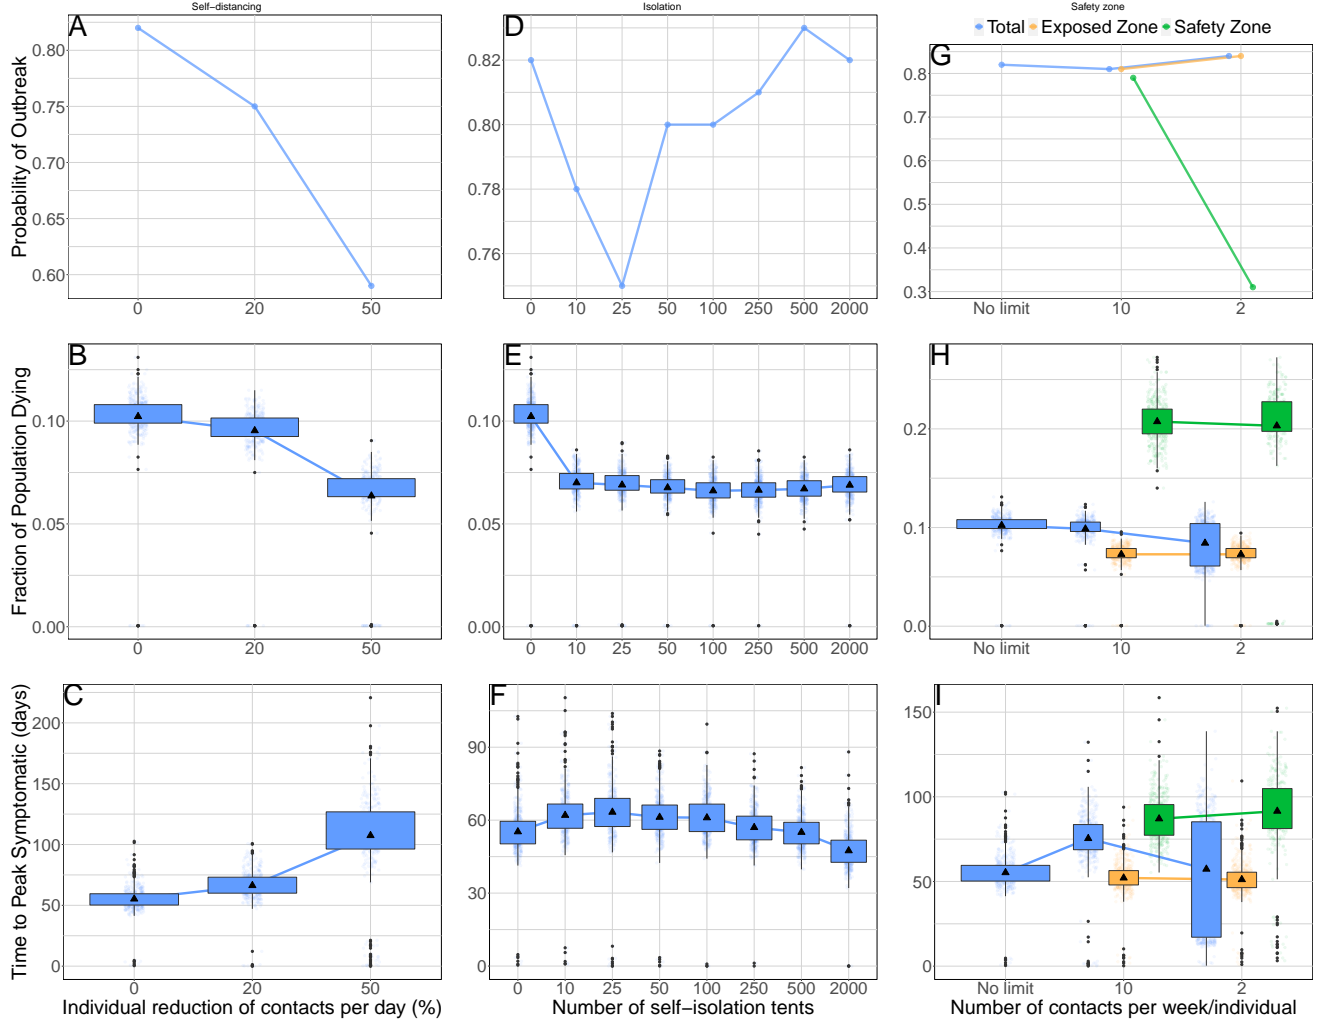 Self−distancing
Isolation
Safety zone
Total
Exposed Zone
Safety Zone
A
D
G
Probability of Outbreak
0.80
0.75
0.70
0.65
0.60
0 20 50
0.82
0.80
0.78
0.76
0 10 25 50 100 250 500 2000
0.8
0.7
0.6
0.5
0.4
0.3
No limit 10 2
B
E
H
Fraction of Population Dying
0.10
0.05
0.00
0 20 50
0.10
0.05
0.00
0 10 25 50 100 250 500 2000
0.2
0.1
0.0
No limit 10 2
C
F
I
Time to Peak Symptomatic (days)
200
150
100
50
0
0 20 50
Individual reduction of contacts per day (%)
90
60
30
0
0 10 25 50 100 250 500 2000
Number of self−isolation tents
150
100
50
0
No limit 10 2
Number of contacts per week/individual